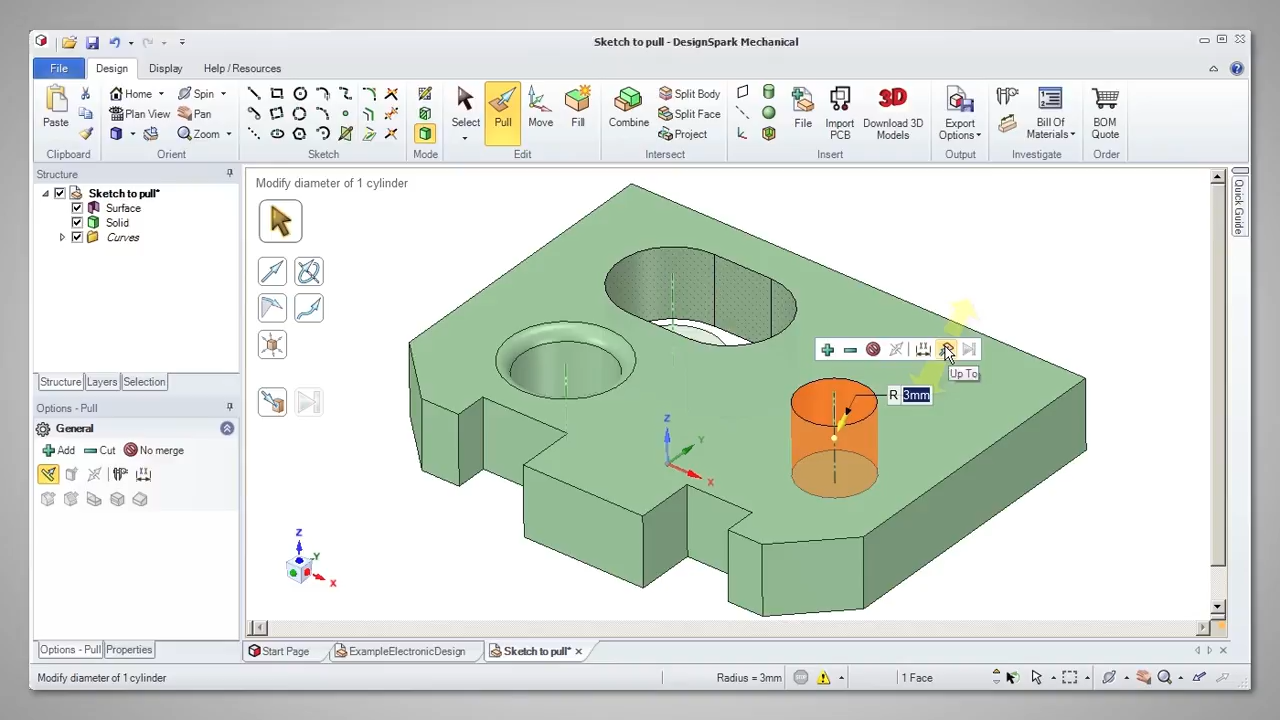 Sketch to pull - DesignSpark Mechanical
File Design Display Help / Resources
Paste
Home Spin
Plan View Pan
Zoom
Select Pull Move Fill
Combine
Split Body
Split Face
Project
File
Import PCB
3D
Download 3D Models
Export Options
Bill Of Materials
BOM Quote
Clipboard Orient Sketch Mode Edit Intersect Insert Output Investigate Order
Structure
Sketch to pull*
Surface
Solid
Curves
Structure Layers Selection
Options - Pull
General
Add Cut No merge
Options - Pull Properties
Modify diameter of 1 cylinder
Up To
R 3mm
Z
Y
X
Z
Y
X
Quick Guide
Start Page ExampleElectronicDesign Sketch to pull*
Modify diameter of 1 cylinder Radius = 3mm 1 Face